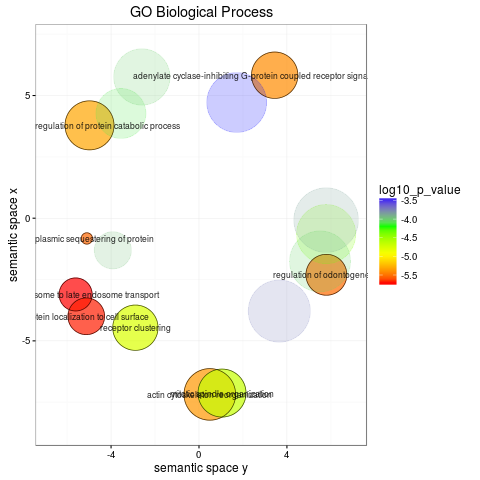 GO Biological Process
adenylate cyclase-inhibiting G-protein coupled receptor signa
5
regulation of protein catabolic process
log10_p_value
-3.5
-4.0
-4.5
-5.0
-5.5
semantic space x
0
plasmic sequestering of protein
regulation of odontogene
some to late endosome transport
tein localization to cell surface
receptor clustering
-5
actin cytoskeleton reorganization
mitotic spindle organization
-4
0
4
semantic space y